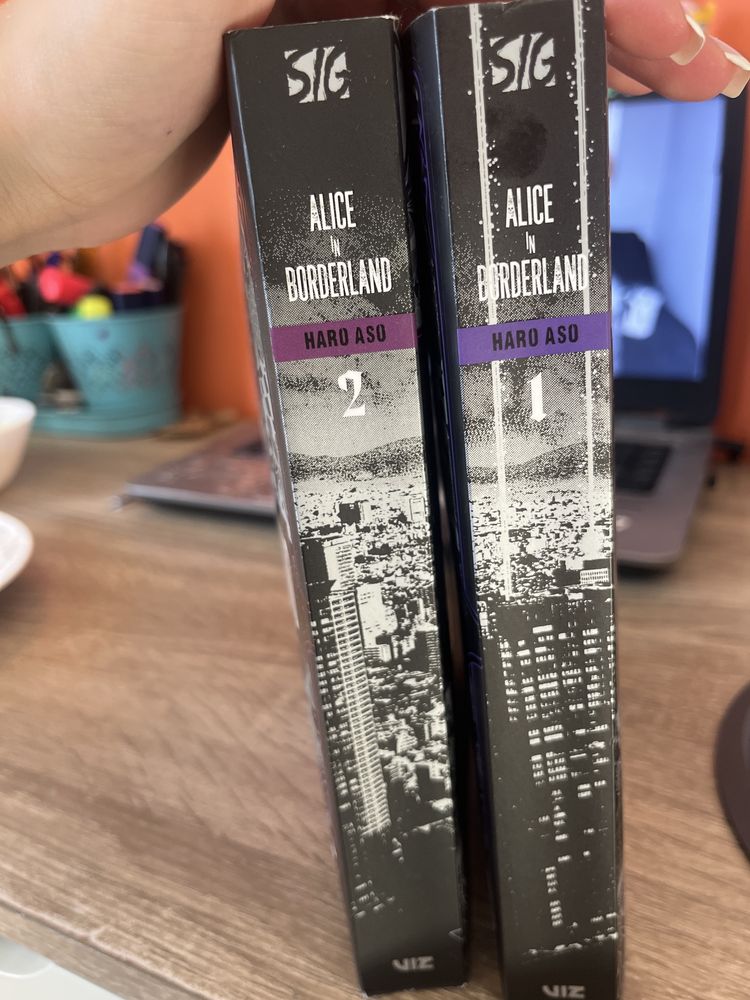 SIG
ALICE
IN
BORDERLAND
HARO ASO
2
VIZ
SIG
ALICE
IN
BORDERLAND
HARO ASO
1
VIZ